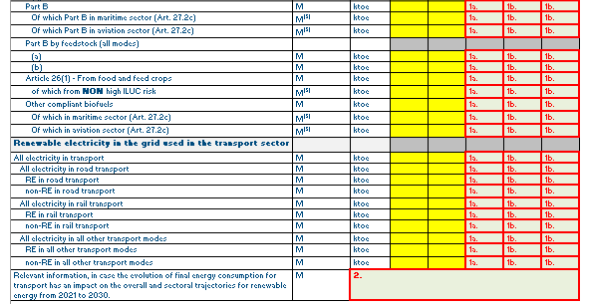 Part B M ktoe 1a. 1b. 1b.
Of which Part B in maritime sector (Art. 27.2c) M[5] ktoe 1a. 1b. 1b.
Of which Part B in aviation sector (Art. 27.2c) M[5] ktoe 1a. 1b. 1b.
Part B by feedstock (all modes)
(a) M ktoe 1a. 1b. 1b.
(b) M ktoe 1a. 1b. 1b.
Article 26(1) - From food and feed crops M ktoe 1a. 1b. 1b.
of which from NON high ILUC risk M[5] ktoe 1a. 1b. 1b.
Other compliant biofuels M ktoe 1a. 1b. 1b.
Of which in maritime sector (Art. 27.2c) M[5] ktoe 1a. 1b. 1b.
Of which in aviation sector (Art. 27.2c) M[5] ktoe 1a. 1b. 1b.
Renewable electricity in the grid used in the transport sector
All electricity in transport M ktoe 1a. 1b. 1b.
All electricity in road transport M ktoe 1a. 1b. 1b.
RE in road transport M ktoe 1a. 1b. 1b.
non-RE in road transport M ktoe 1a. 1b. 1b.
All electricity in rail transport M ktoe 1a. 1b. 1b.
RE in rail transport M ktoe 1a. 1b. 1b.
non-RE in rail transport M ktoe 1a. 1b. 1b.
All electricity in all other transport modes M ktoe 1a. 1b. 1b.
RE in all other transport modes M ktoe 1a. 1b. 1b.
non-RE in all other transport modes M ktoe 1a. 1b. 1b.
Relevant information, in case the evolution of final energy consumption for M 2.
transport has an impact on the overall and sectoral trajectories for renewable
energy from 2021 to 2030.